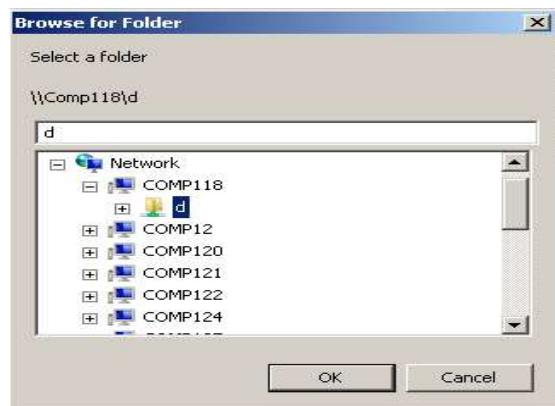 Browse for Folder
Select a folder
\\Comp118\d
d
Network
COMP118
d
COMP12
COMP120
COMP121
COMP122
COMP124
OK Cancel